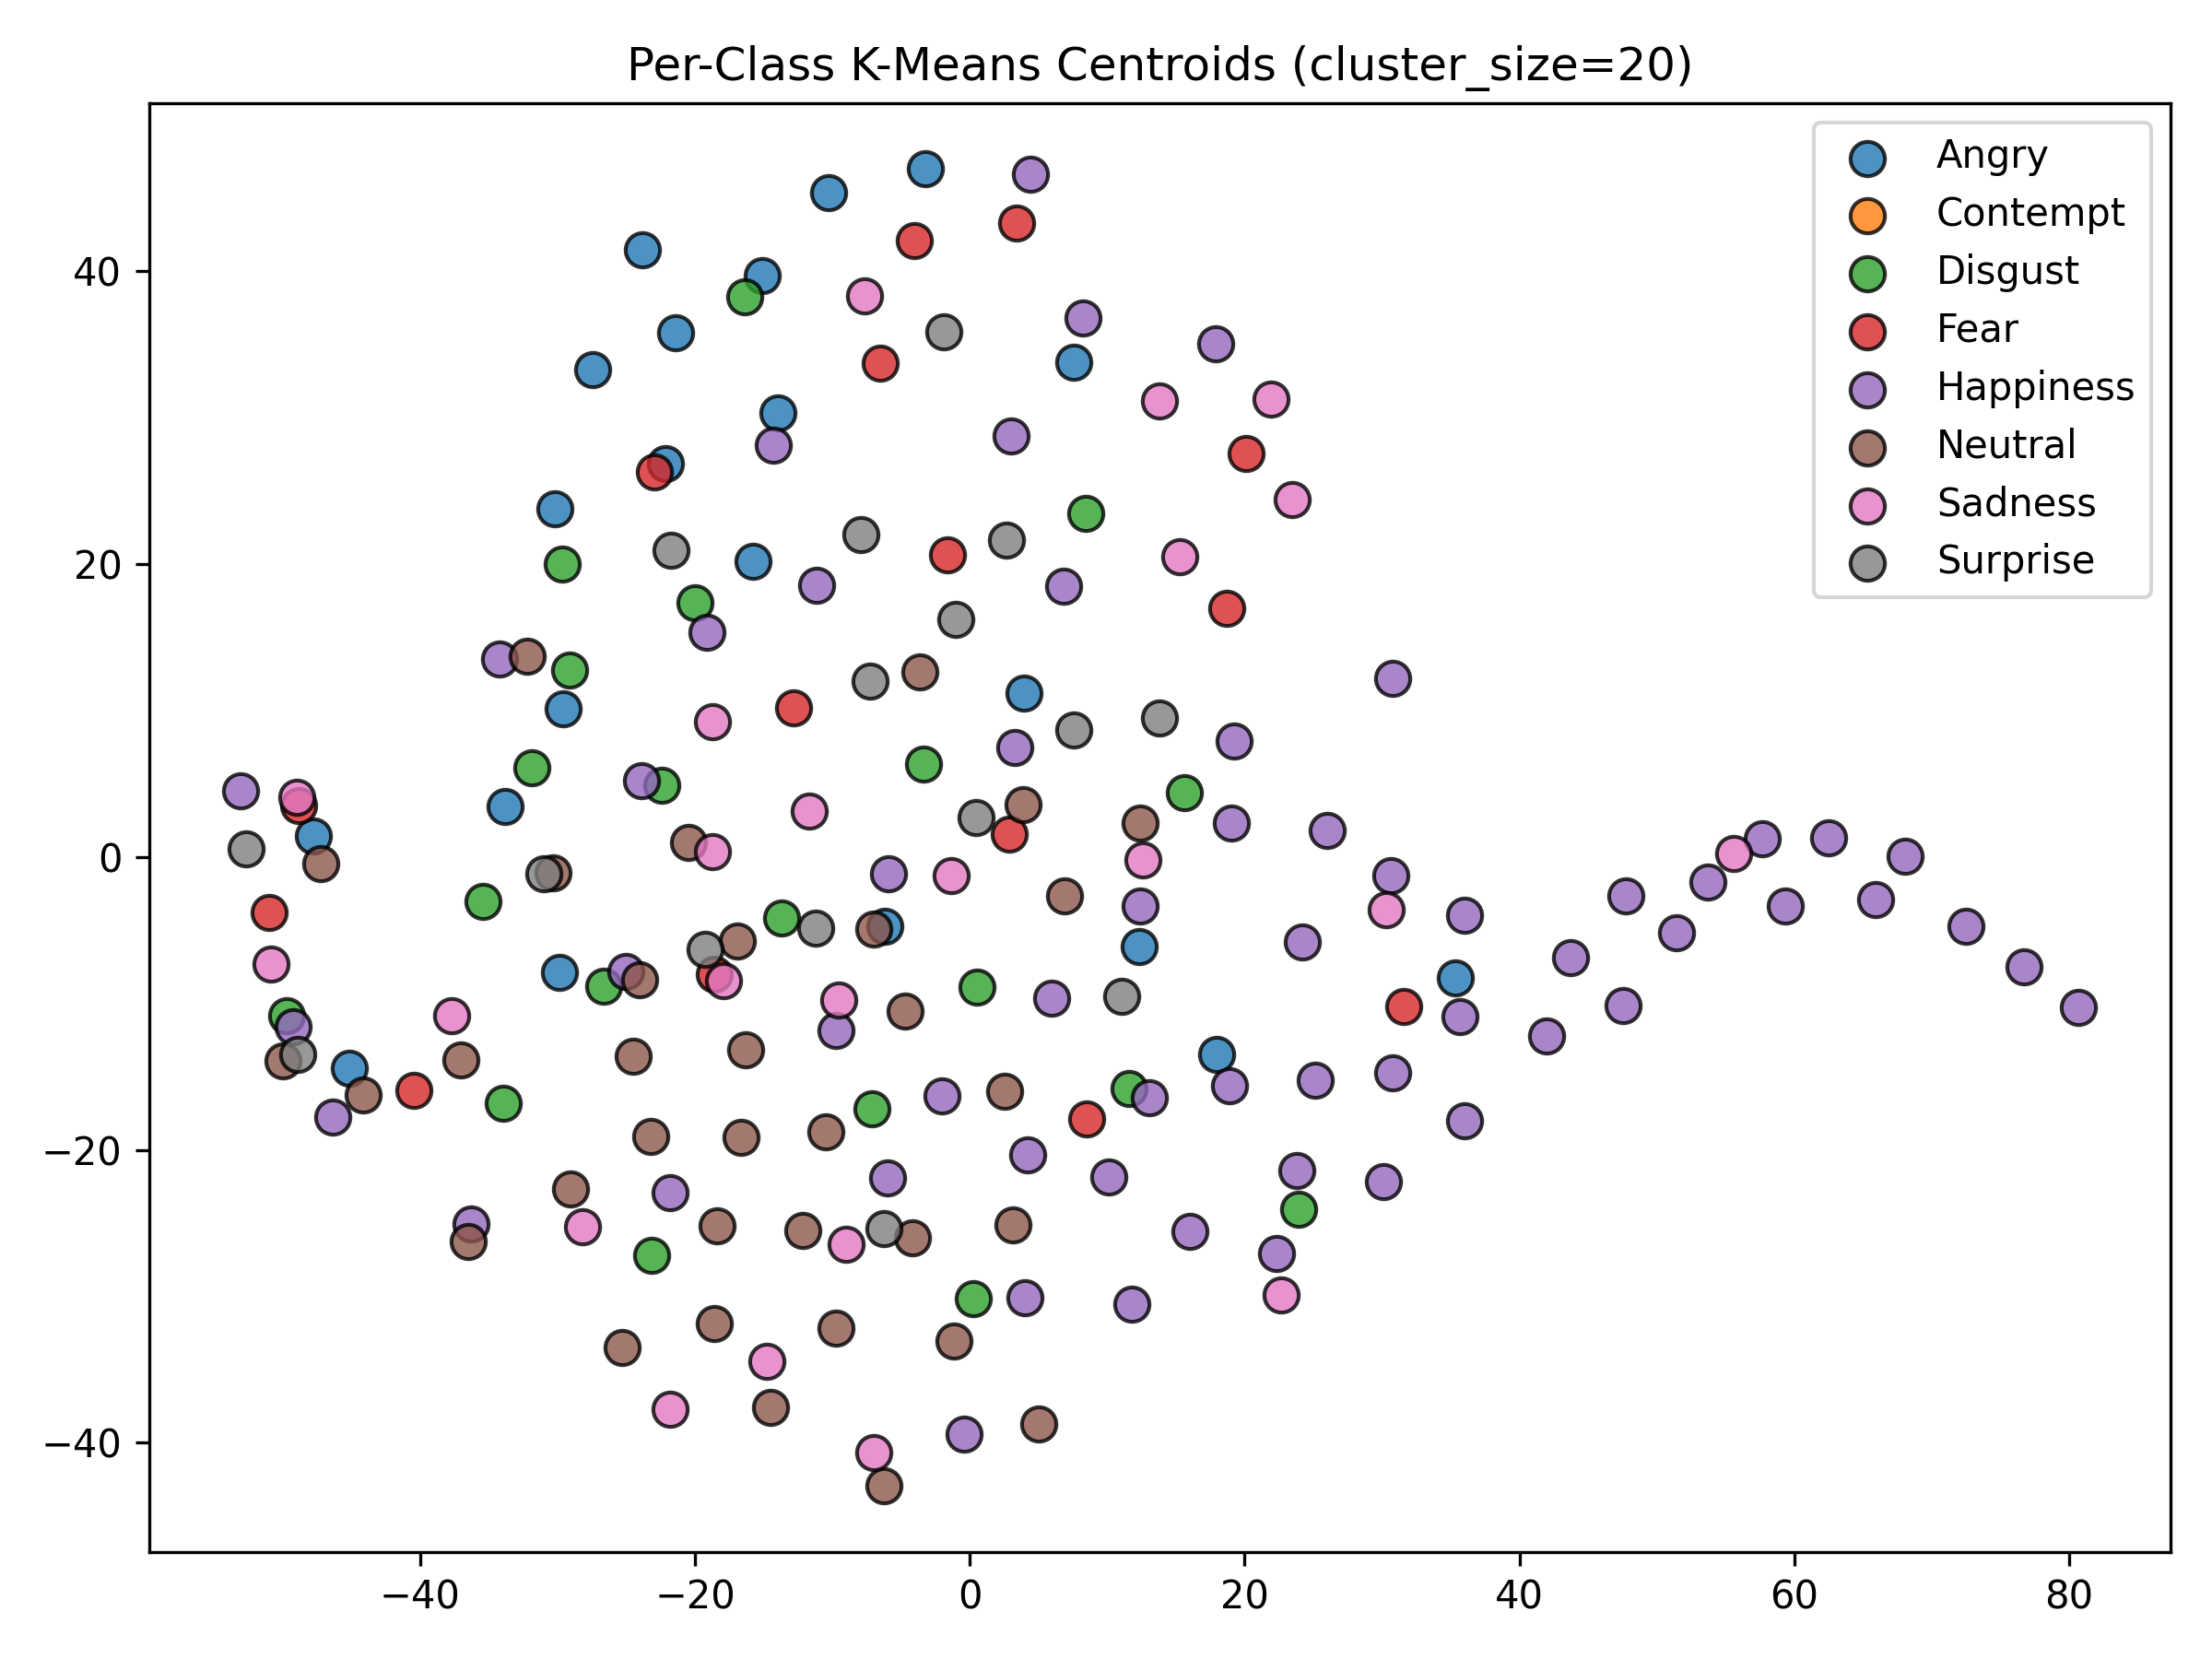 Per-Class K-Means Centroids (cluster_size=20)
Angry
Contempt
Disgust
Fear
Happiness
Neutral
Sadness
Surprise
40
20
0
−20
−40
−40
−20
0
20
40
60
80